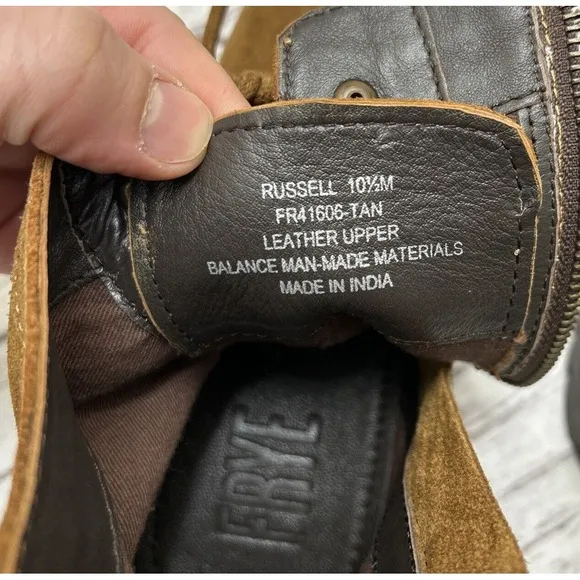 RUSSELL 10½M
FR41606-TAN
LEATHER UPPER
BALANCE MAN-MADE MATERIALS
MADE IN INDIA
FRYE